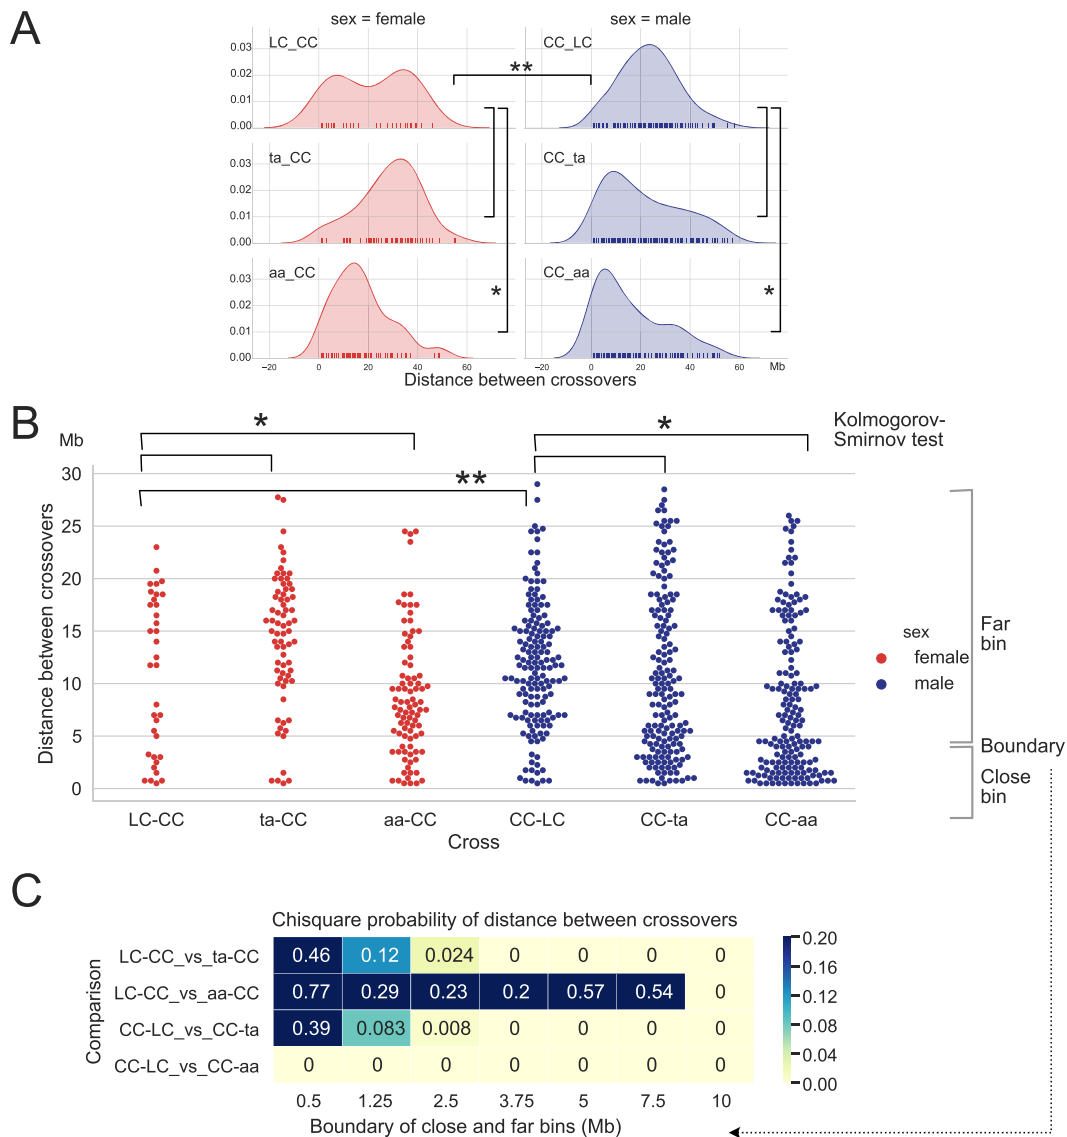 A
sex = female
sex = male
LC_CC
CC_LC
**
0.03
0.02
0.01
0.00
ta_CC
CC_ta
0.03
0.02
0.01
0.00
aa_CC
CC_aa
*
*
0.03
0.02
0.01
0.00
−20 0 20 40 60
−20 0 20 40 60 Mb
Distance between crossovers
B
Mb
*
*
**
Kolmogorov-
Smirnov test
30
25
20
15
10
5
0
Distance between crossovers
LC-CC ta-CC aa-CC CC-LC CC-ta CC-aa
Cross
sex
female
male
Far
bin
Boundary
Close
bin
C
Chisquare probability of distance between crossovers
Comparison
LC-CC_vs_ta-CC 0.46 0.12 0.024 0 0 0 0
LC-CC_vs_aa-CC 0.77 0.29 0.23 0.2 0.57 0.54 0
CC-LC_vs_CC-ta 0.39 0.083 0.008 0 0 0 0
CC-LC_vs_CC-aa 0 0 0 0 0 0 0
0.5 1.25 2.5 3.75 5 7.5 10
Boundary of close and far bins (Mb)
0.20
0.16
0.12
0.08
0.04
0.00